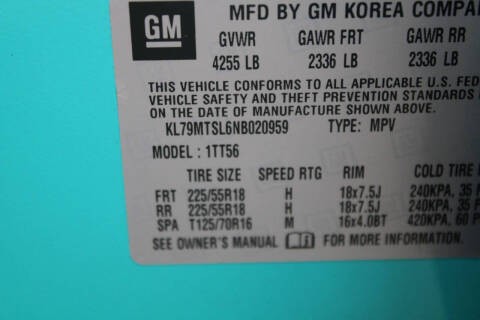 GM
MFD BY GM KOREA COMPA
GVWR GAWR FRT GAWR RR
4255 LB 2336 LB 2336 LB
THIS VEHICLE CONFORMS TO ALL APPLICABLE U.S. FED
VEHICLE SAFETY AND THEFT PREVENTION STANDARDS
ON THE DATE OF MANUFACTURE SHOWN ABOVE.
KL79MTSL6NB020959 TYPE: MPV
MODEL: 1TT56
TIRE SIZE SPEED RTG RIM COLD TIRE
FRT 225/55R18 H 18x7.5J 240KPA, 35
RR 225/55R18 H 18x7.5J 240KPA, 35
SPA T125/70R16 M 16x4.0BT 420KPA, 60
SEE OWNER'S MANUAL FOR MORE INFORMATION